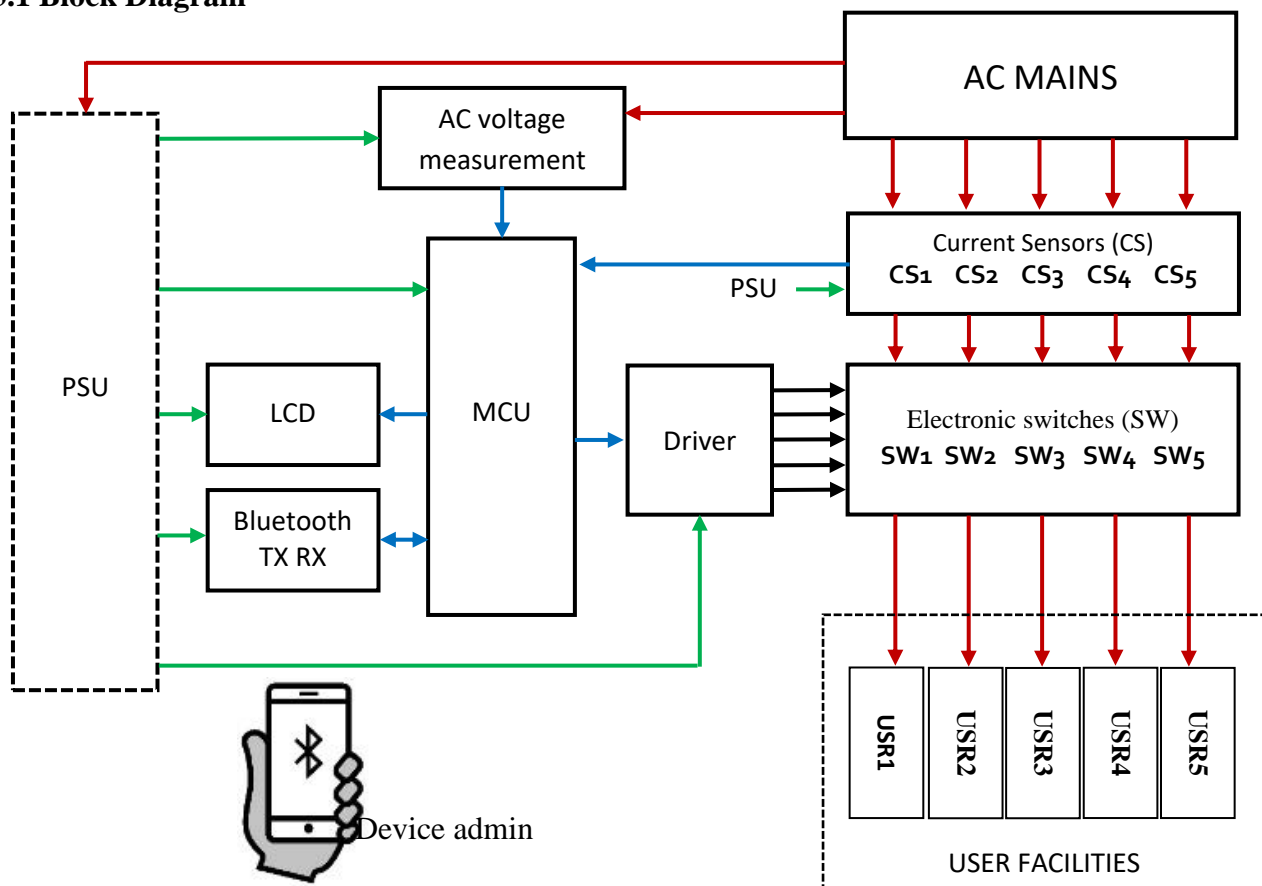 3.1 Block Diagram
AC MAINS
AC voltage
measurement
Current Sensors (CS)
CS1 CS2 CS3 CS4 CS5
PSU
PSU
LCD
MCU
Driver
Electronic switches (SW)
SW1 SW2 SW3 SW4 SW5
Bluetooth
TX RX
USR1
USR2
USR3
USR4
USR5
Device admin
USER FACILITIES